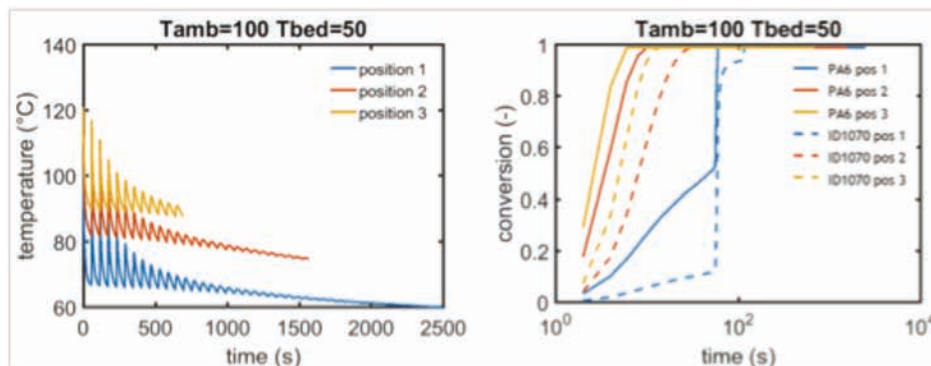 Tamb=100 Tbed=50
140
120
100
80
60
temperature (°C)
position 1
position 2
position 3
0
500
1000
1500
2000
2500
time (s)
Tamb=100 Tbed=50
1
0.8
0.6
0.4
0.2
0
conversion (-)
PA6 pos 1
PA6 pos 2
PA6 pos 3
ID1070 pos 1
ID1070 pos 2
ID1070 pos 3
10^0
10^2
10^4
time (s)